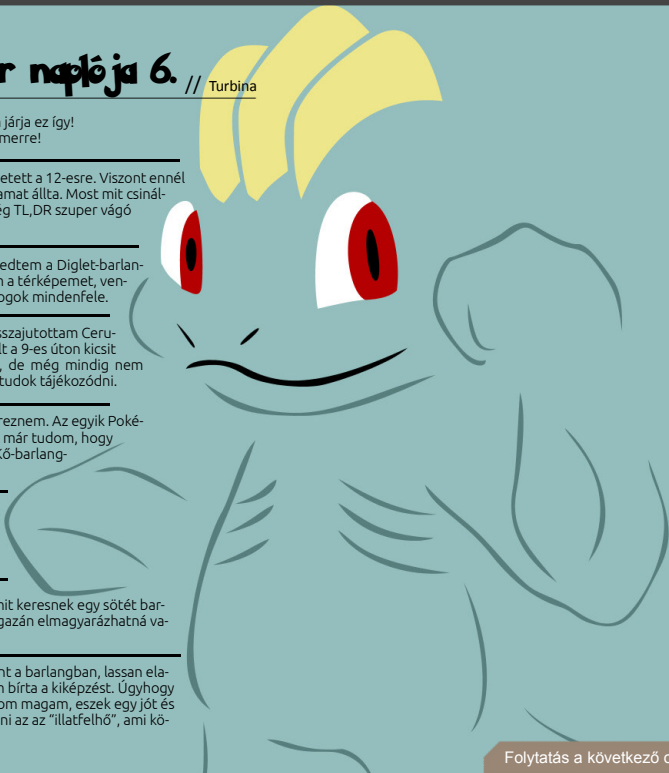 r naplója 6. // Turbina
járja ez így!
merre!
etett a 12-esre. Viszont ennél
amat állta. Most mit csinál-
ég TL,DR szuper vágó
edtem a Diglet-barlan-
n a térképemet, ven-
ogok mindenfele.
sszajutottam Ceru-
lt a 9-es úton kicsit
, de még mindig nem
tudok tájékozódni.
reznem. Az egyik Poké-
már tudom, hogy
Kő-barlang-
nit keresnek egy sötét bar-
gazán elmagyarázhatná va-
nt a barlangban, lassan ela-
n bírta a kiképzést. Úgyhogy
om magam, eszek egy jót és
ni az az "illatfelhő", ami kö-
Folytatás a következő o